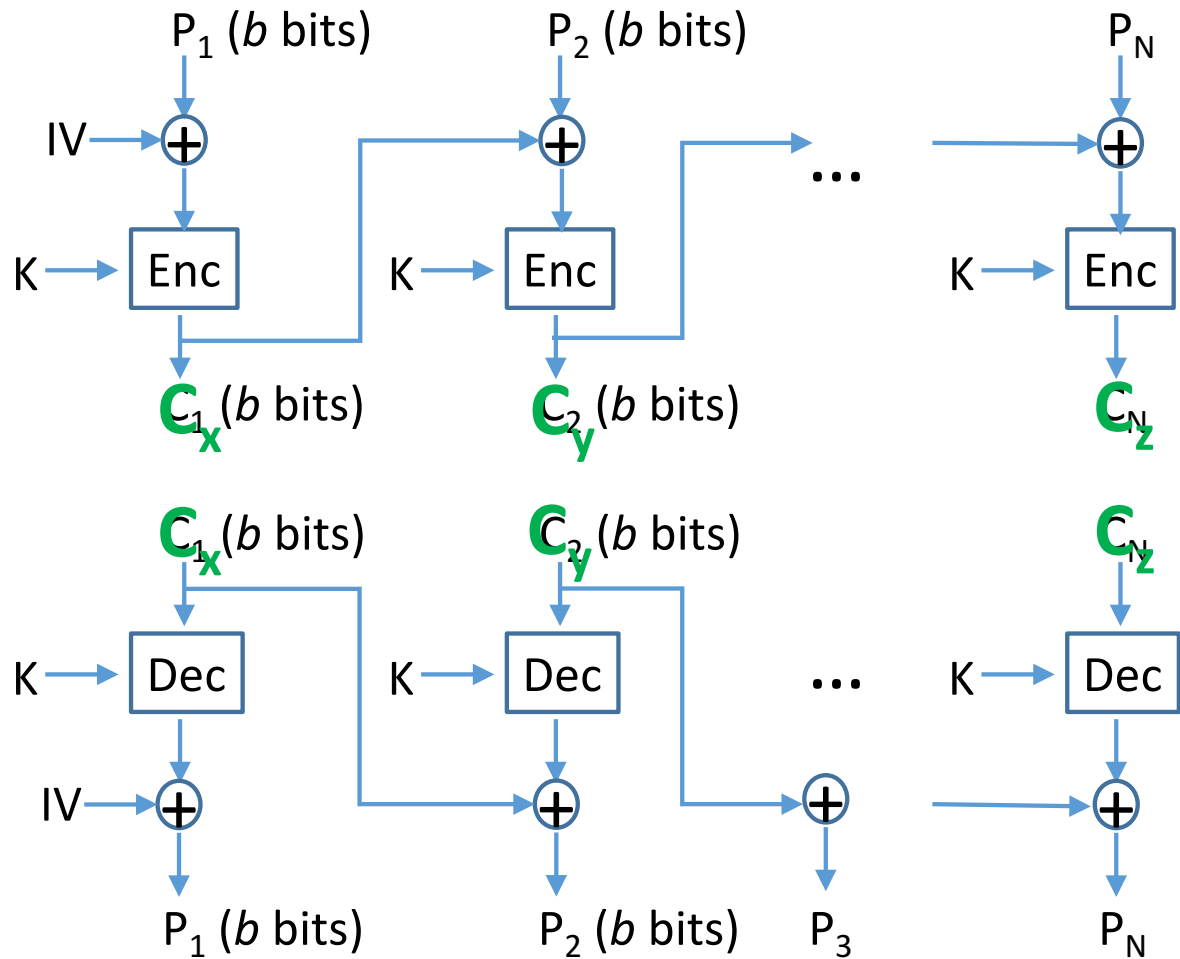 P1 (b bits) P2 (b bits) PN
IV + + ... +
K Enc K Enc K Enc
Cx (b bits) Cy (b bits) Cz
Cx (b bits) Cy (b bits) Cz
K Dec K Dec ... K Dec
IV + + + +
P1 (b bits) P2 (b bits) P3 PN